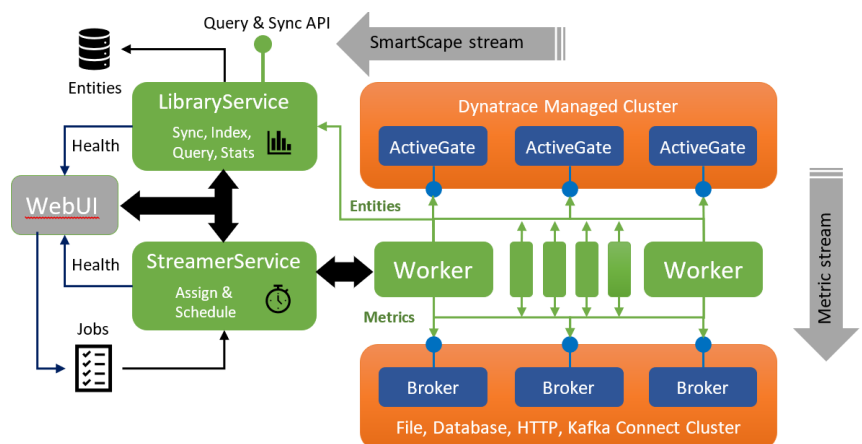 Query & Sync API
SmartScape stream
Entities
LibraryService
Sync, Index,
Query, Stats
Dynatrace Managed Cluster
ActiveGate
ActiveGate
ActiveGate
Health
WebUI
Entities
Health
StreamerService
Assign &
Schedule
Worker
Worker
Metric stream
Metrics
Jobs
Broker
Broker
Broker
File, Database, HTTP, Kafka Connect Cluster